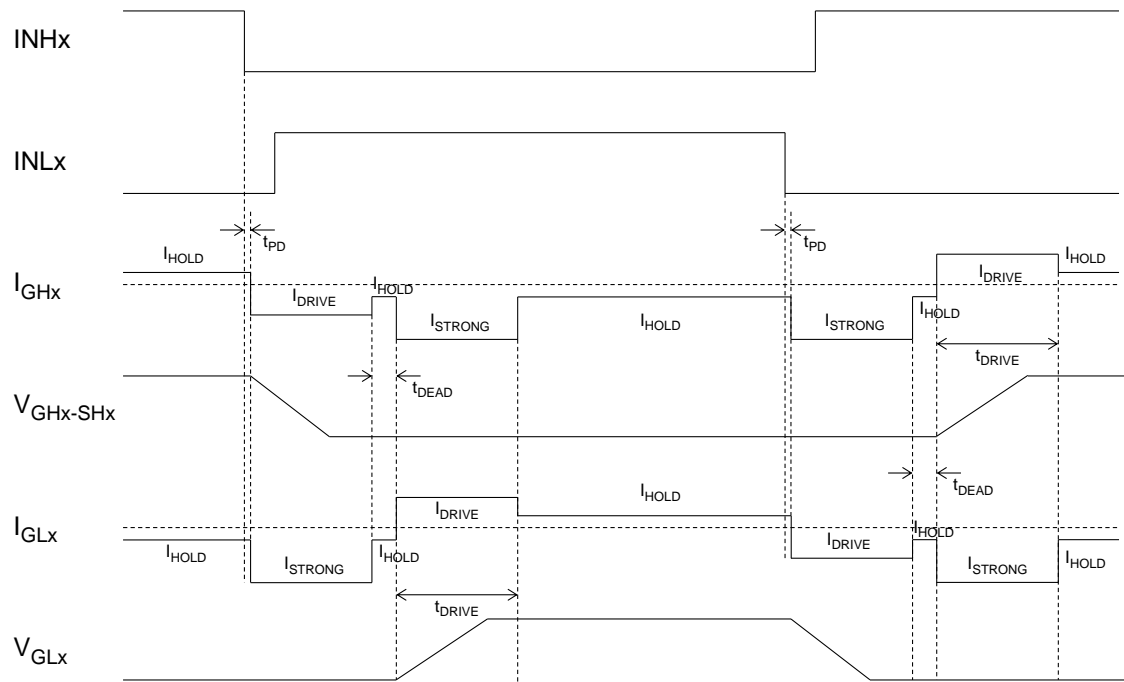 INHx
INLx
tPD
tPD
IHOLD
IDRIVE
IHOLD
ISTRONG
IHOLD
ISTRONG
IHOLD
IDRIVE
IHOLD
IGHx
tDRIVE
tDEAD
VGHx-SHx
tDEAD
IHOLD
IDRIVE
IHOLD
ISTRONG
IHOLD
IDRIVE
IHOLD
ISTRONG
IHOLD
IGLx
tDRIVE
VGLx